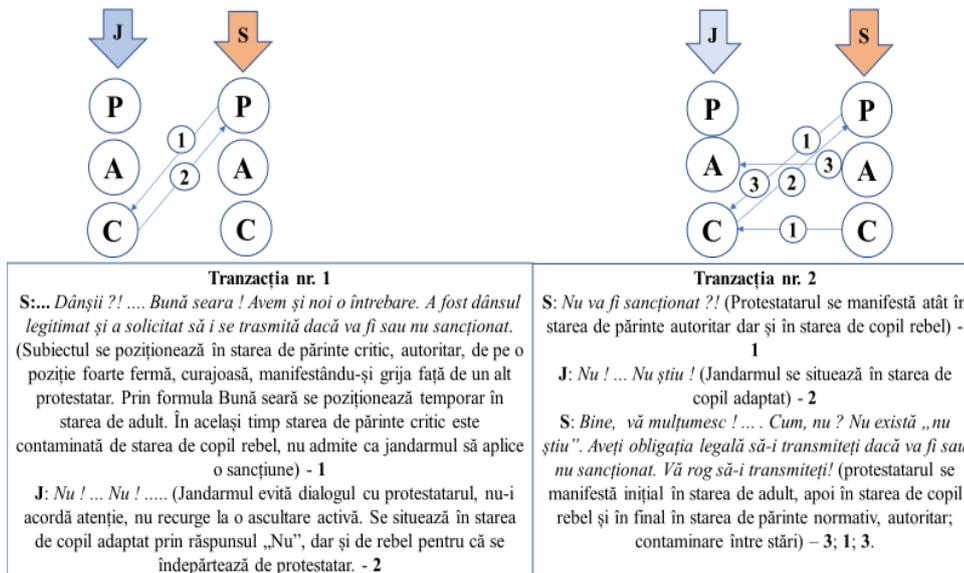 J
S
P
P
1
A
A
2
C
C
Tranzacția nr. 1
S:... Dânșii ?! .... Bună seara ! Avem și noi o întrebare. A fost dânsul
legitimat și a solicitat să i se trasmită dacă va fi sau nu sancționat.
(Subiectul se poziționează în starea de părinte critic, autoritar, de pe o
poziție foarte fermă, curajoasă, manifestându-și grija față de un alt
protestatar. Prin formula Bună seară se poziționează temporar în
starea de adult. În același timp starea de părinte critic este
contaminată de starea de copil rebel, nu admite ca jandarmul să aplice
o sancțiune) - 1
J: Nu ! ... Nu ! ..... (Jandarmul evită dialogul cu protestatarul, nu-i
acordă atenție, nu recurge la o ascultare activă. Se situează în starea
de copil adaptat prin răspunsul „Nu”, dar și de rebel pentru că se
îndepărtează de protestatar. - 2
J
S
P
P
1
A
3
A
3
2
C
1
C
Tranzacția nr. 2
S: Nu va fi sancționat ?! (Protestatarul se manifestă atât în
starea de părinte autoritar dar și în starea de copil rebel) -
1
J: Nu ! ... Nu știu ! (Jandarmul se situează în starea de
copil adaptat) - 2
S: Bine, vă mulțumesc ! ... . Cum, nu ? Nu există „nu
știu”. Aveți obligația legală să-i transmiteți dacă va fi sau
nu sancționat. Vă rog să-i transmiteți! (protestatarul se
manifestă inițial în starea de adult, apoi în starea de copil
rebel și în final în starea de părinte normativ, autoritar;
contaminare între stări) – 3; 1; 3.